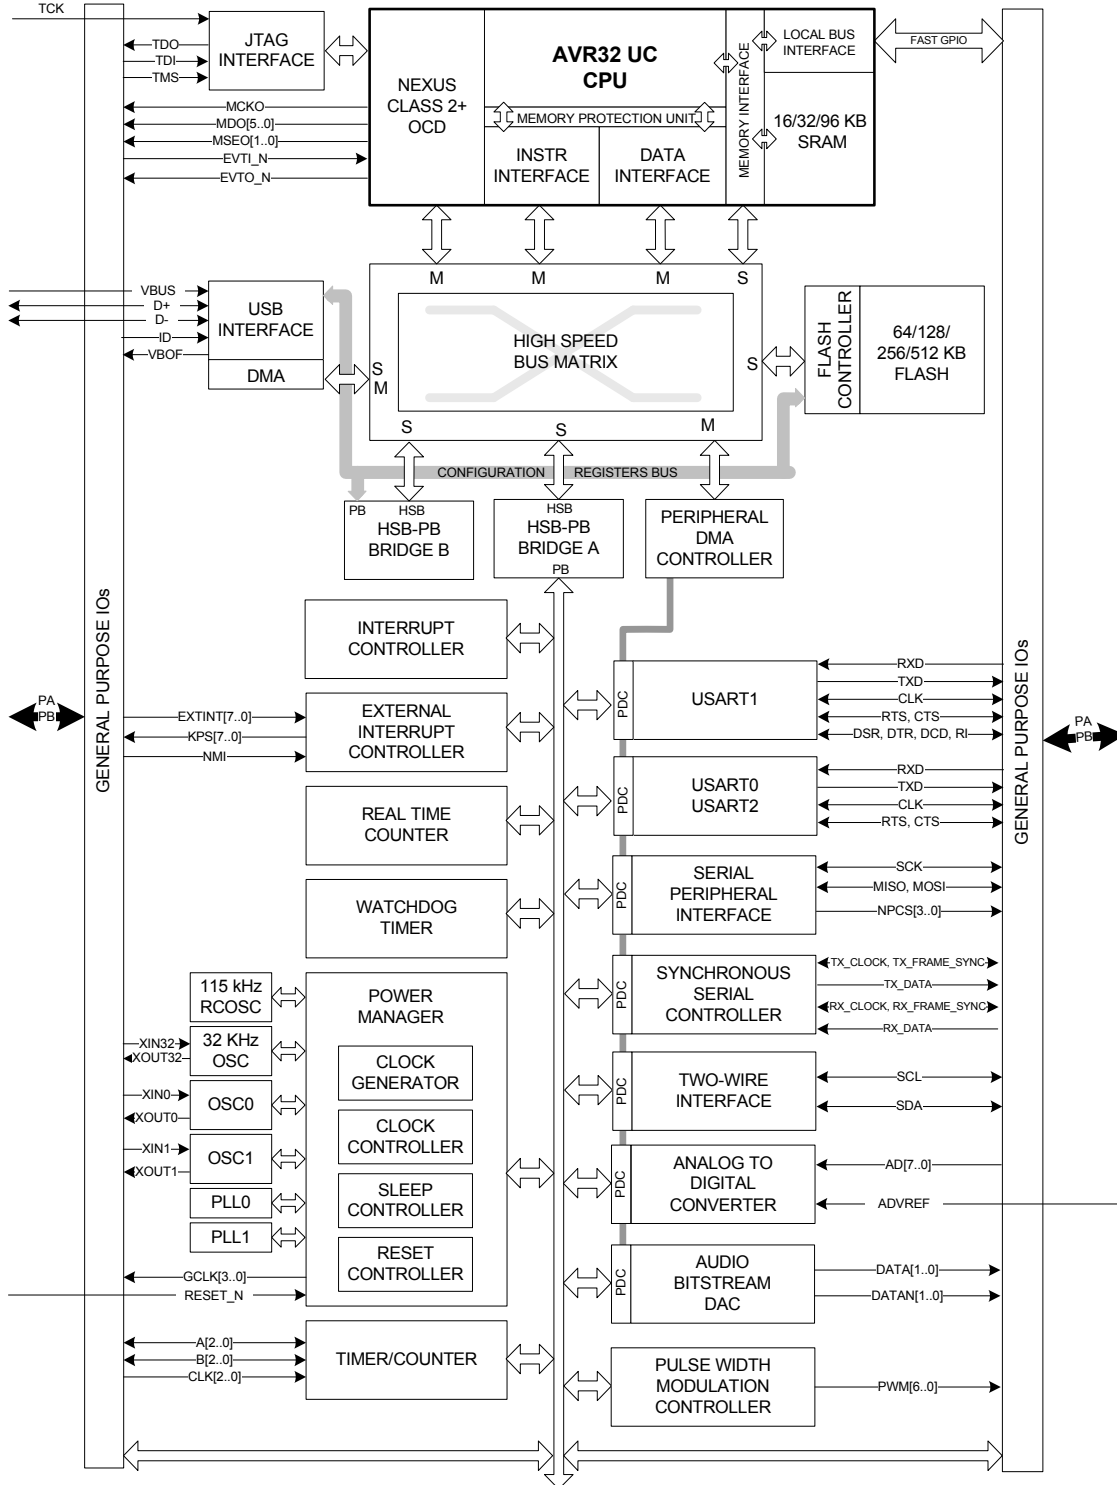 TCK
TDO
TDI
TMS
JTAG
INTERFACE
MCKO
MDO[5..0]
MSEO[1..0]
EVTI_N
EVTO_N
NEXUS
CLASS 2+
OCD
AVR32 UC
CPU
MEMORY PROTECTION UNIT
INSTR
INTERFACE
DATA
INTERFACE
MEMORY INTERFACE
LOCAL BUS
INTERFACE
16/32/96 KB
SRAM
FAST GPIO
M
M
M
S
VBUS
D+
D-
ID
VBOF
USB
INTERFACE
DMA
S
M
HIGH SPEED
BUS MATRIX
S
FLASH
CONTROLLER
64/128/
256/512 KB
FLASH
S
S
M
CONFIGURATION
REGISTERS BUS
PB
HSB
HSB-PB
BRIDGE B
HSB
HSB-PB
BRIDGE A
PB
PERIPHERAL
DMA
CONTROLLER
GENERAL PURPOSE IOs
PA
PB
INTERRUPT
CONTROLLER
EXTINT[7..0]
KPS[7..0]
NMI
EXTERNAL
INTERRUPT
CONTROLLER
REAL TIME
COUNTER
WATCHDOG
TIMER
115 kHz
RCOSC
XIN32
XOUT32
32 KHz
OSC
XIN0
XOUT0
OSC0
XIN1
XOUT1
OSC1
PLL0
PLL1
GCLK[3..0]
RESET_N
POWER
MANAGER
CLOCK
GENERATOR
CLOCK
CONTROLLER
SLEEP
CONTROLLER
RESET
CONTROLLER
A[2..0]
B[2..0]
CLK[2..0]
TIMER/COUNTER
PDC
USART1
RXD
TXD
CLK
RTS, CTS
DSR, DTR, DCD, RI
PDC
USART0
USART2
RXD
TXD
CLK
RTS, CTS
PDC
SERIAL
PERIPHERAL
INTERFACE
SCK
MISO, MOSI
NPCS[3..0]
PDC
SYNCHRONOUS
SERIAL
CONTROLLER
TX_CLOCK, TX_FRAME_SYNC
TX_DATA
RX_CLOCK, RX_FRAME_SYNC
RX_DATA
PDC
TWO-WIRE
INTERFACE
SCL
SDA
PDC
ANALOG TO
DIGITAL
CONVERTER
AD[7..0]
ADVREF
PDC
AUDIO
BITSTREAM
DAC
DATA[1..0]
DATAN[1..0]
PULSE WIDTH
MODULATION
CONTROLLER
PWM[6..0]
GENERAL PURPOSE IOs
PA
PB